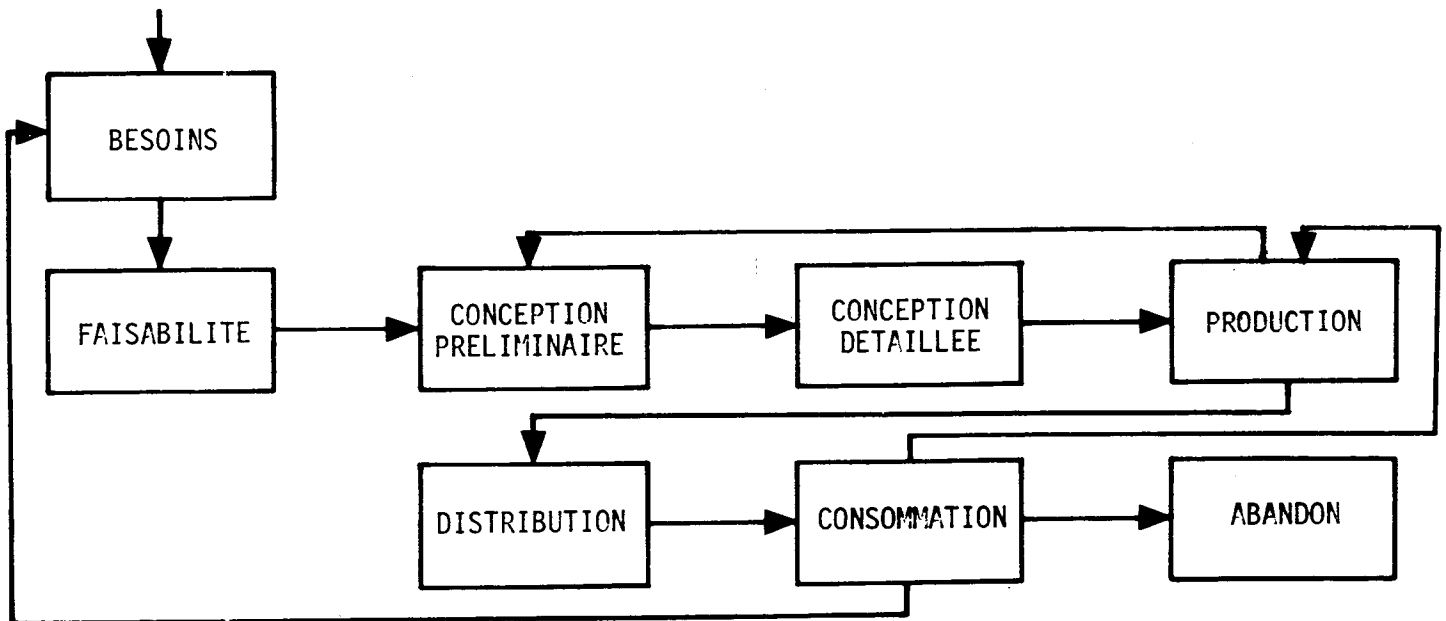 BESOINS
FAISABILITE
CONCEPTION
PRELIMINAIRE
CONCEPTION
DETAILLEE
PRODUCTION
DISTRIBUTION
CONSOMMATION
ABANDON